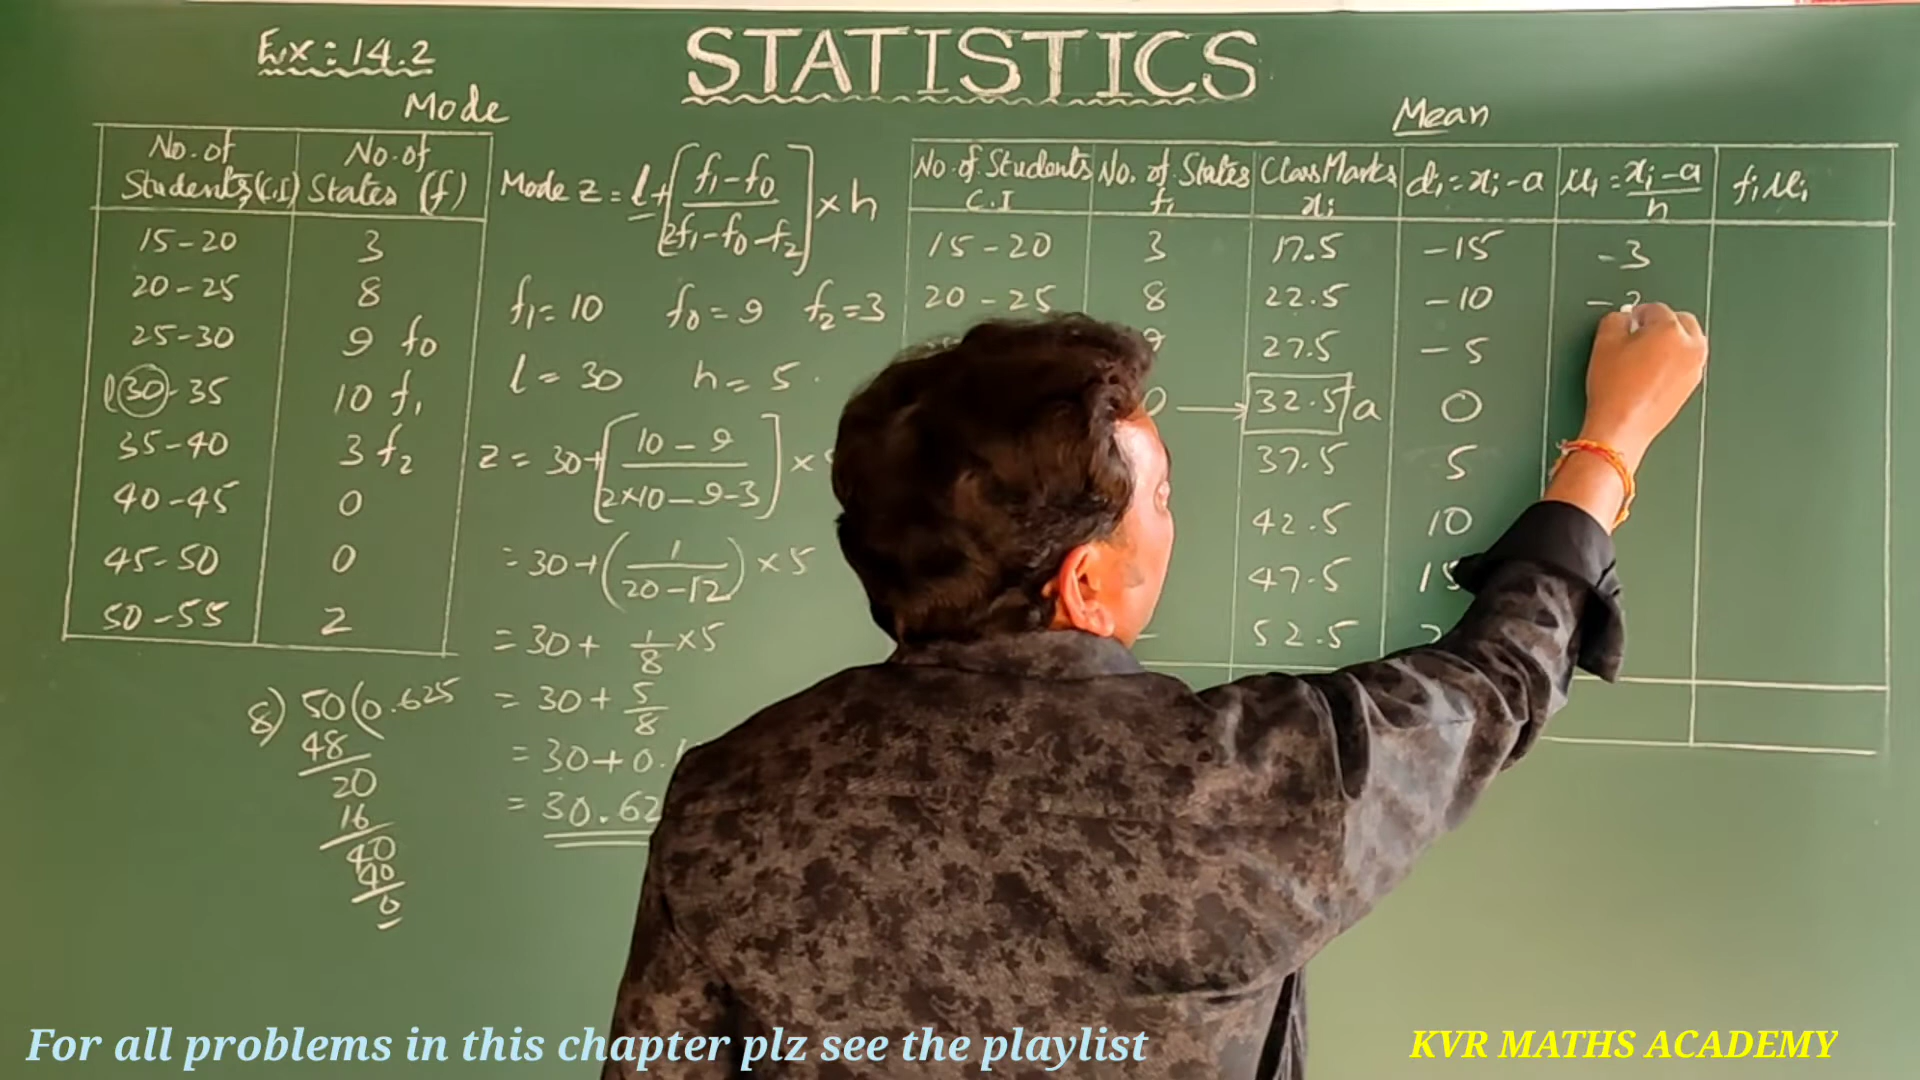 Ex: 14.2
STATISTICS
Mode
No. of Students (C.I) No. of States (f)
15-20 3
20-25 8
25-30 9 f₀
l 30-35 10 f₁
35-40 3 f₂
40-45 0
45-50 0
50-55 2
8) 50 (0.625
48
20
16
40
40
0
Mode Z = l + [f₁-f₀ / 2f₁-f₀-f₂] × h
f₁ = 10 f₀ = 9 f₂ = 3
l = 30 h = 5.
Z = 30 + [10-9 / 2×10-9-3] ×
= 30 + (1 / 20-12) × 5
= 30 + 1/8 × 5
= 30 + 5/8
= 30 + 0.
= 30.62
Mean
No. of Students C.I No. of States fᵢ Class Marks xᵢ dᵢ = xᵢ - a uᵢ = xᵢ - a / h fᵢuᵢ
15-20 3 17.5 -15 -3
20-25 8 22.5 -10
27.5 -5
32.5 a 0
37.5 5
42.5 10
47.5 15
52.5
For all problems in this chapter plz see the playlist
KVR MATHS ACADEMY